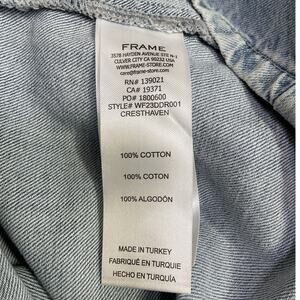 FRAME
3578 HAYDEN AVENUE STE N-1
CULVER CITY CA 90232 USA
WWW.FRAME-STORE.COM
care@frame-store.com
RN# 139021
CA# 19371
PO# 1800600
STYLE# WF23DDR001
CRESTHAVEN
100% COTTON
100% COTON
100% ALGODÓN
MADE IN TURKEY
FABRIQUÉ EN TURQUIE
HECHO EN TURQUÍA